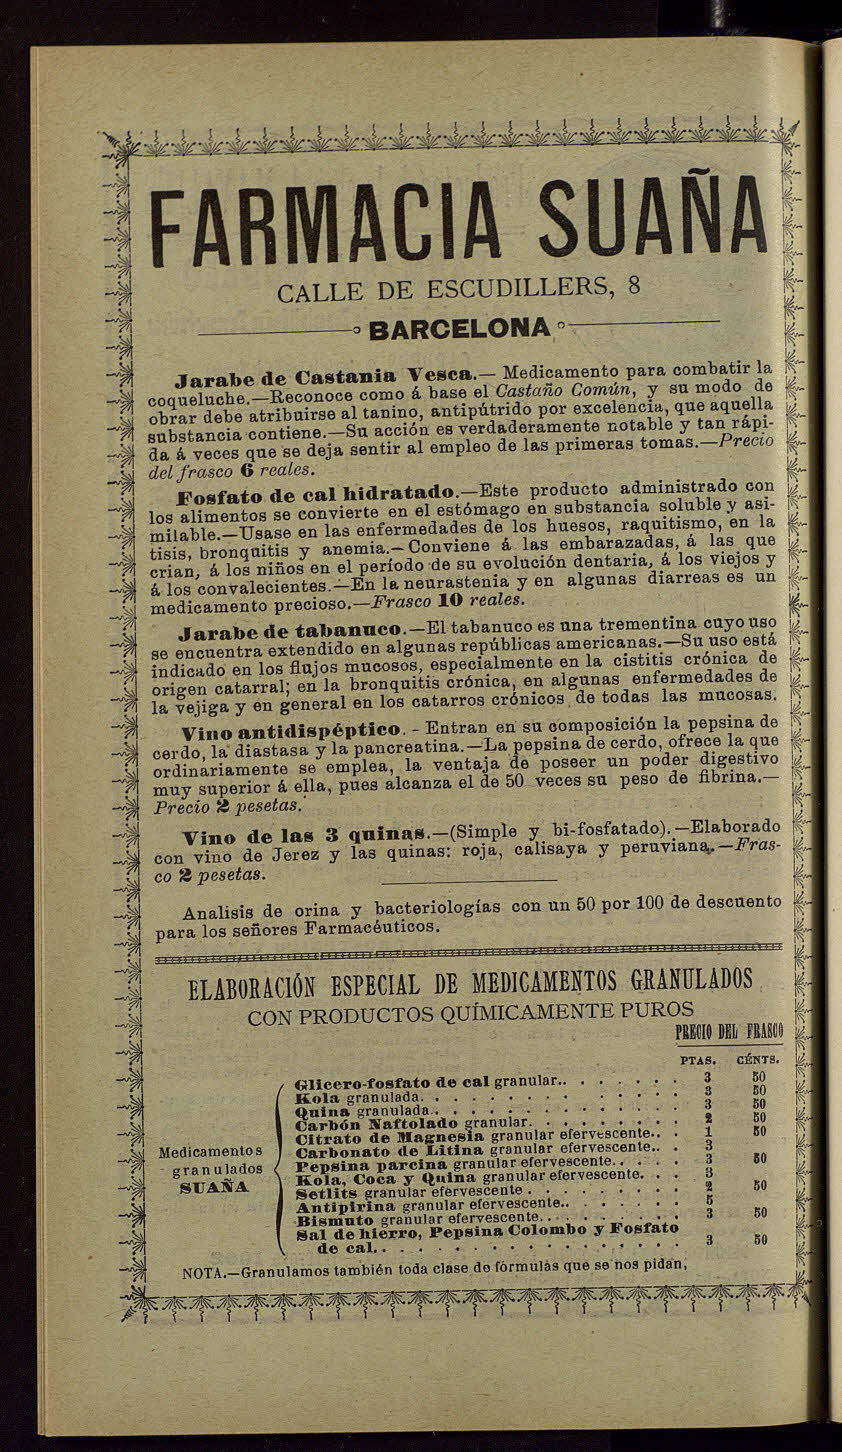 FARMACIA SUAÑA
CALLE DE ESCUDILLERS, 8
BARCELONA
Jarabe de Castania Vesca.— Medicamento para combatir la
coqueluche.—Reconoce como á base el Castaño Común, y su modo de
obrar debe atribuirse al tanino, antipútrido por excelencia, que aquella
substancia contiene.—Su acción es verdaderamente notable y tan rápi-
da á veces que se deja sentir al empleo de las primeras tomas.—Precio
del frasco 6 reales.
Fosfato de cal hidratado.—Este producto administrado con
los alimentos se convierte en el estómago en substancia soluble y asi-
milable.—Usase en las enfermedades de los huesos, raquitismo, en la
tisis, bronquitis y anemia.—Conviene á las embarazadas, á las que
crian, á los niños en el período de su evolución dentaria, á los viejos y
á los convalecientes.—En la neurastenia y en algunas diarreas es un
medicamento precioso.—Frasco 10 reales.
Jarabe de tabanuco.—El tabanuco es una trementina cuyo uso
se encuentra extendido en algunas repúblicas americanas.—Su uso está
indicado en los flujos mucosos, especialmente en la cistitis crónica de
origen catarral; en la bronquitis crónica, en algunas enfermedades de
la vejiga y en general en los catarros crónicos de todas las mucosas.
Vino antidispéptico. - Entran en su composición la pepsina de
cerdo, la diastasa y la pancreatina.—La pepsina de cerdo, ofrece la que
ordinariamente se emplea, la ventaja de poseer un poder digestivo
muy superior á ella, pues alcanza el de 50 veces su peso de fibrina.—
Precio 2 pesetas.
Vino de las 3 quinas.—(Simple y bi-fosfatado).—Elaborado
con vino de Jerez y las quinas: roja, calisaya y peruviana.—Fras-
co 2 pesetas.
Analisis de orina y bacteriologías con un 50 por 100 de descuento
para los señores Farmacéuticos.
ELABORACIÓN ESPECIAL DE MEDICAMENTOS GRANULADOS
CON PRODUCTOS QUÍMICAMENTE PUROS
PRECIO DEL FRASCO
PTAS. CÉNTS.
Medicamentos
granulados
SUAÑA
Glicero-fosfato de cal granular.. . . . . . . 3 50
Kola granulada. . . . . . . . . . . . . 3 50
Quina granulada. . . . . . . . . . . . . 3 50
Carbón Naftolado granular. . . . . . . . . 2 50
Citrato de Magnesia granular efervescente.. . 1 50
Carbonato de Litina granular efervescente.. . 3
Pepsina parcina granular efervescente. . . . . 3 50
Kola, Coca y Quina granular efervescente. . . 3
Setlits granular efervescente . . . . . . . . . 2 50
Antipirina granular efervescente.. . . . . . . 5
Bismuto granular efervescente. . . . . . . . . 3 50
Sal de hierro, Pepsina Colombo y Fosfato
de cal. . . . . . . . . . . . . . . . . . 3 50
NOTA.—Granulamos también toda clase de fórmulas que se nos pidan,